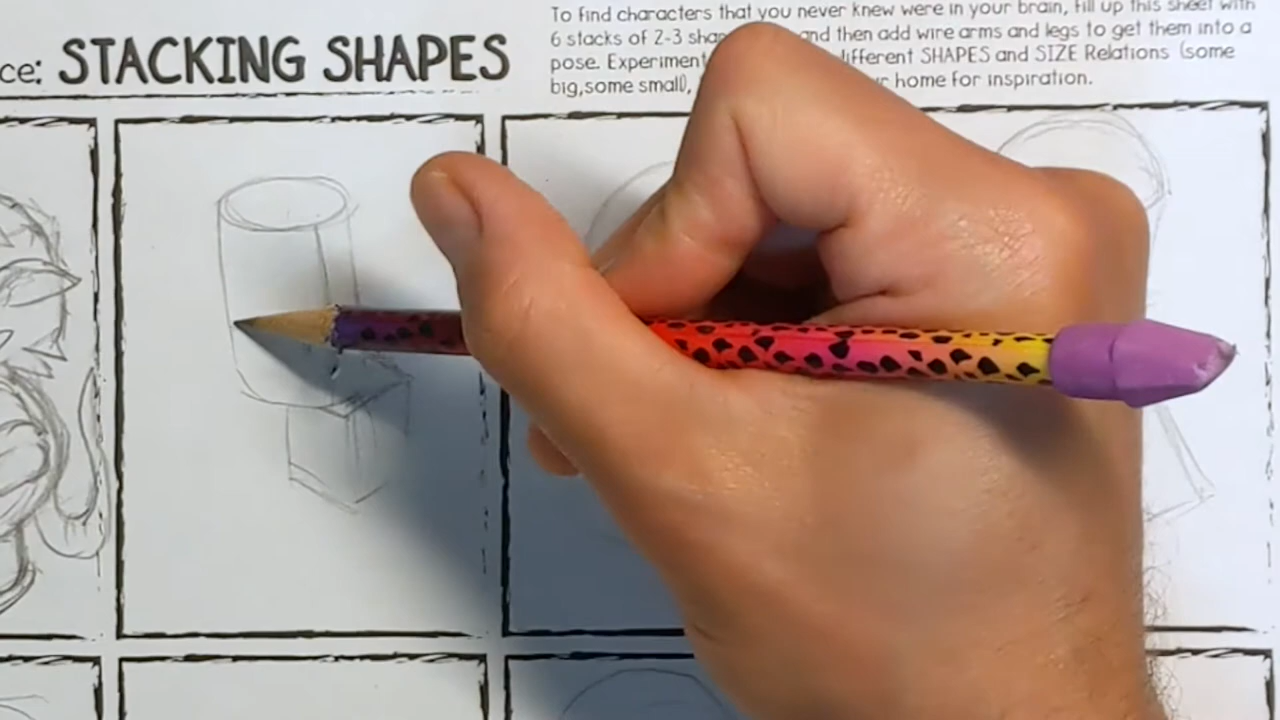 ce: STACKING SHAPES
To find characters that you never knew were in your brain, fill up this sheet with
6 stacks of 2-3 and then add wire arms and legs to get them into a
pose. Experiment different SHAPES and SIZE Relations (some
big,some small), home for inspiration.